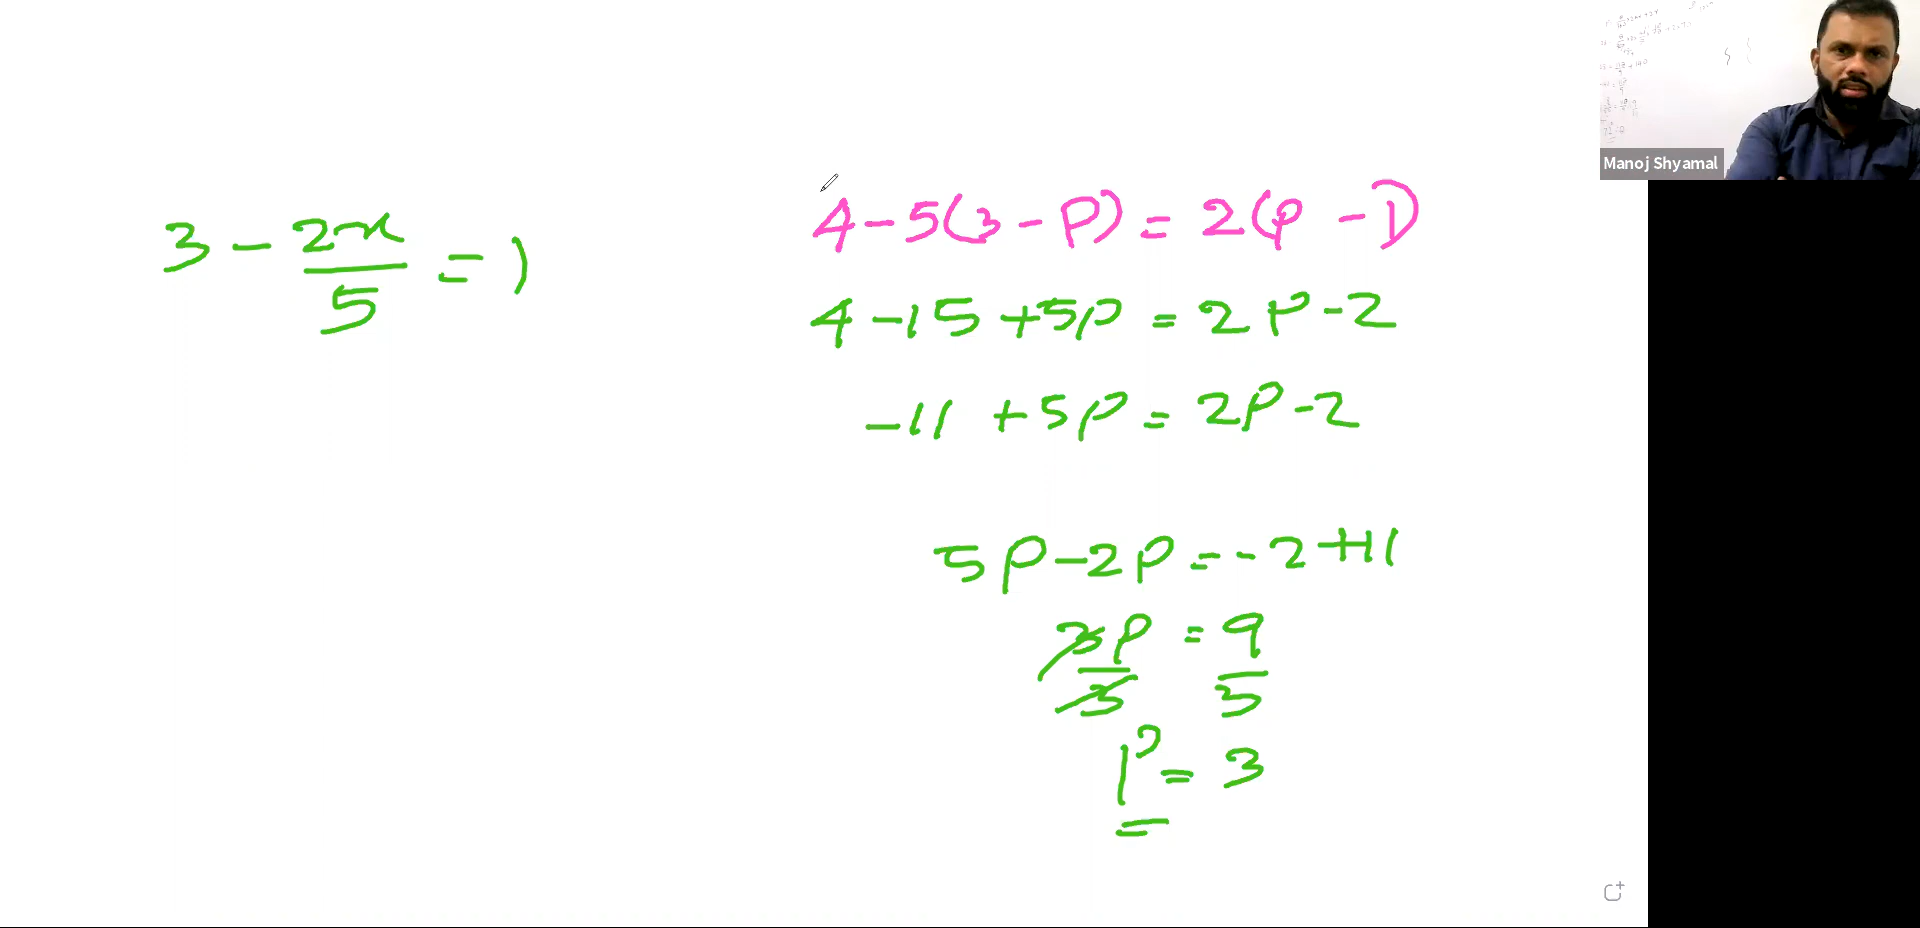 3 - 2x/5 = 1
4 - 5(3 - P) = 2(P - 1)
4 - 15 + 5P = 2P - 2
-11 + 5P = 2P - 2
5P - 2P = -2 + 11
3P/3 = 9/3
P = 3
Manoj Shyamal